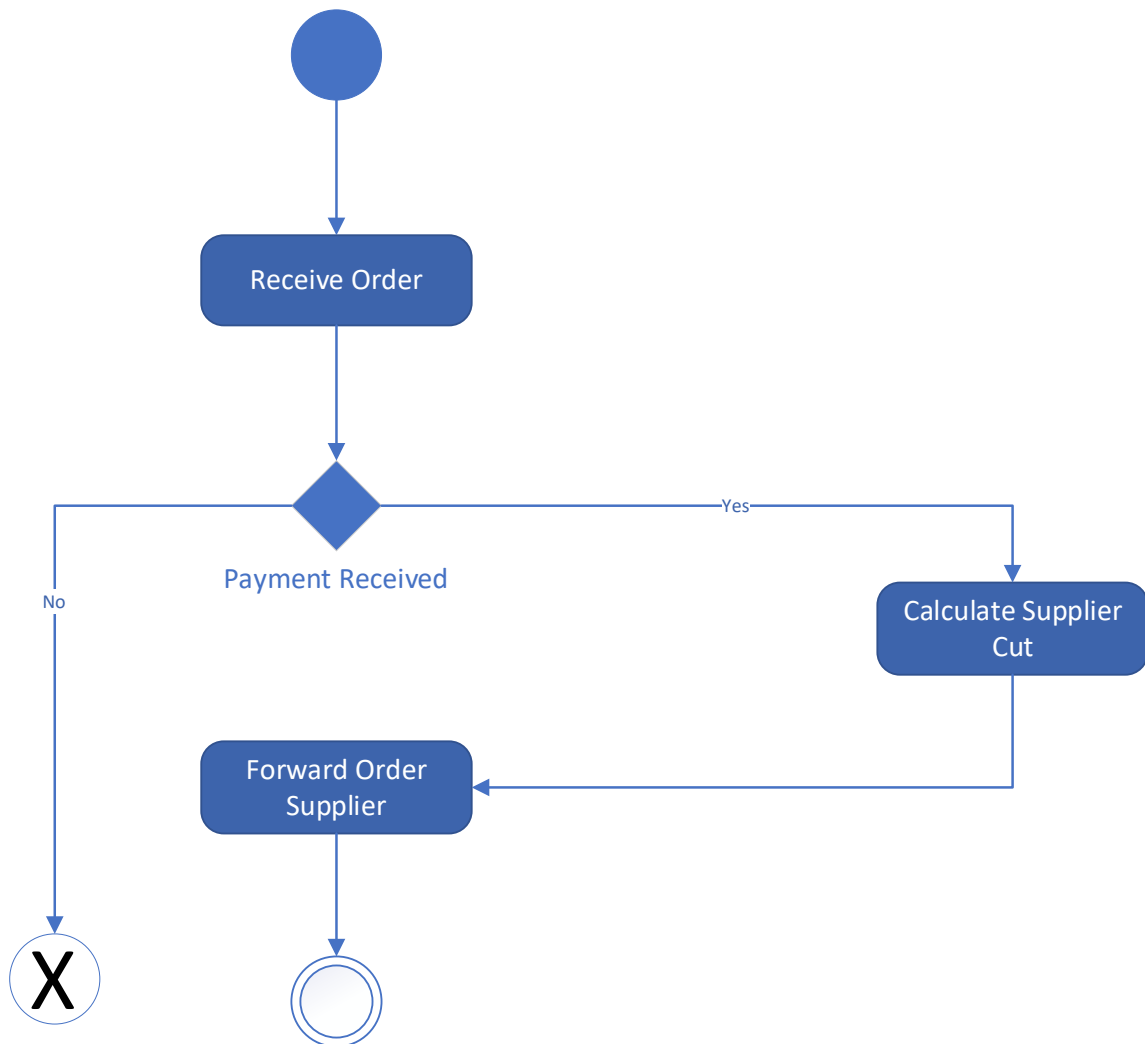 Receive Order
Yes
Payment Received
No
Calculate Supplier
Cut
Forward Order
Supplier
X